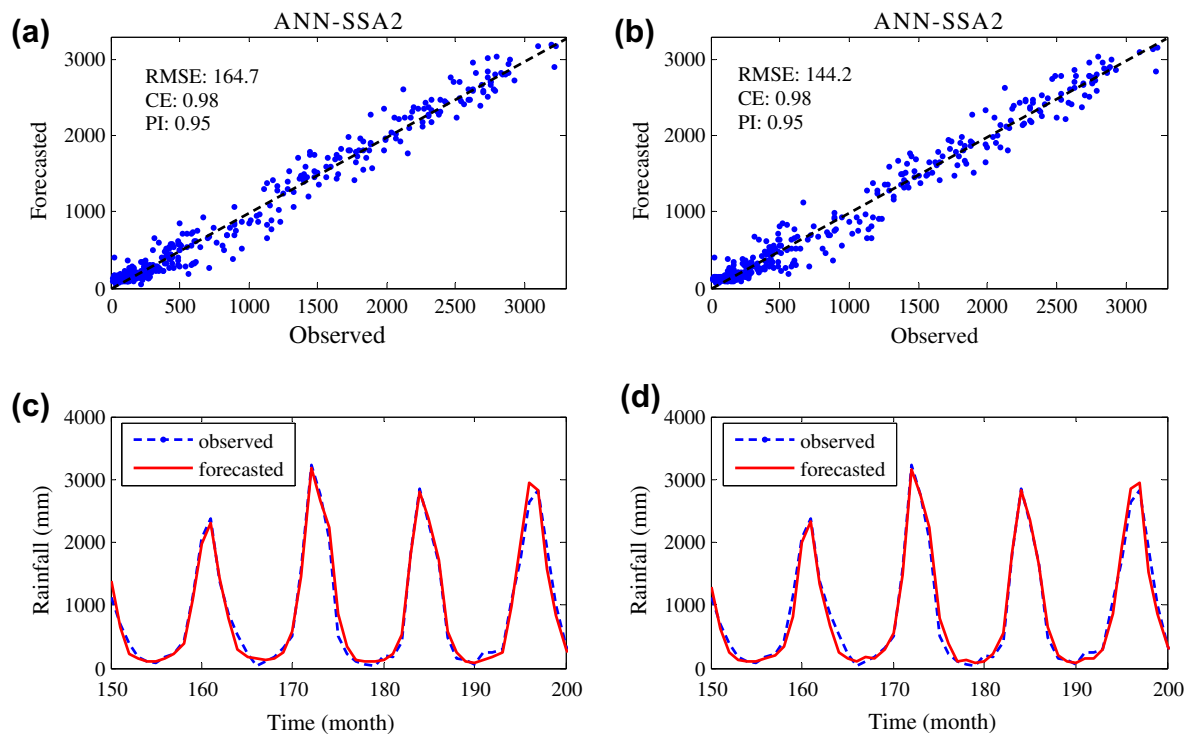 (a)
ANN-SSA2
RMSE: 164.7
CE: 0.98
PI: 0.95
3000
2000
1000
0
Forecasted
0 500 1000 1500 2000 2500 3000
Observed
(b)
ANN-SSA2
RMSE: 144.2
CE: 0.98
PI: 0.95
3000
2000
1000
0
Forecasted
0 500 1000 1500 2000 2500 3000
Observed
(c)
4000
3000
2000
1000
0
Rainfall (mm)
observed
forecasted
150 160 170 180 190 200
Time (month)
(d)
4000
3000
2000
1000
0
Rainfall (mm)
observed
forecasted
150 160 170 180 190 200
Time (month)